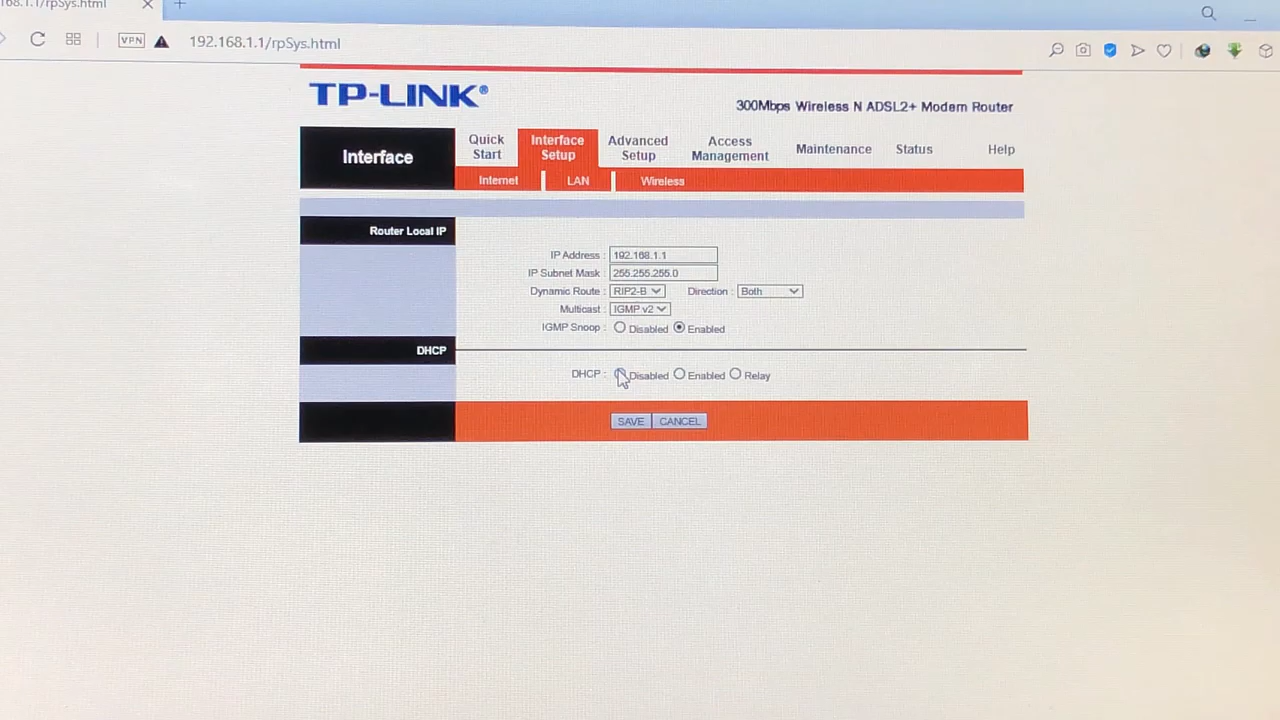 168.1.1/rpSys.html
VPN 192.168.1.1/rpSys.html
TP-LINK®
300Mbps Wireless N ADSL2+ Modem Router
Interface
Quick Start
Interface Setup
Advanced Setup
Access Management
Maintenance
Status
Help
Internet
LAN
Wireless
Router Local IP
IP Address : 192.168.1.1
IP Subnet Mask : 255.255.255.0
Dynamic Route : RIP2-B Direction : Both
Multicast : IGMP v2
IGMP Snoop : Disabled Enabled
DHCP
DHCP : Disabled Enabled Relay
SAVE CANCEL